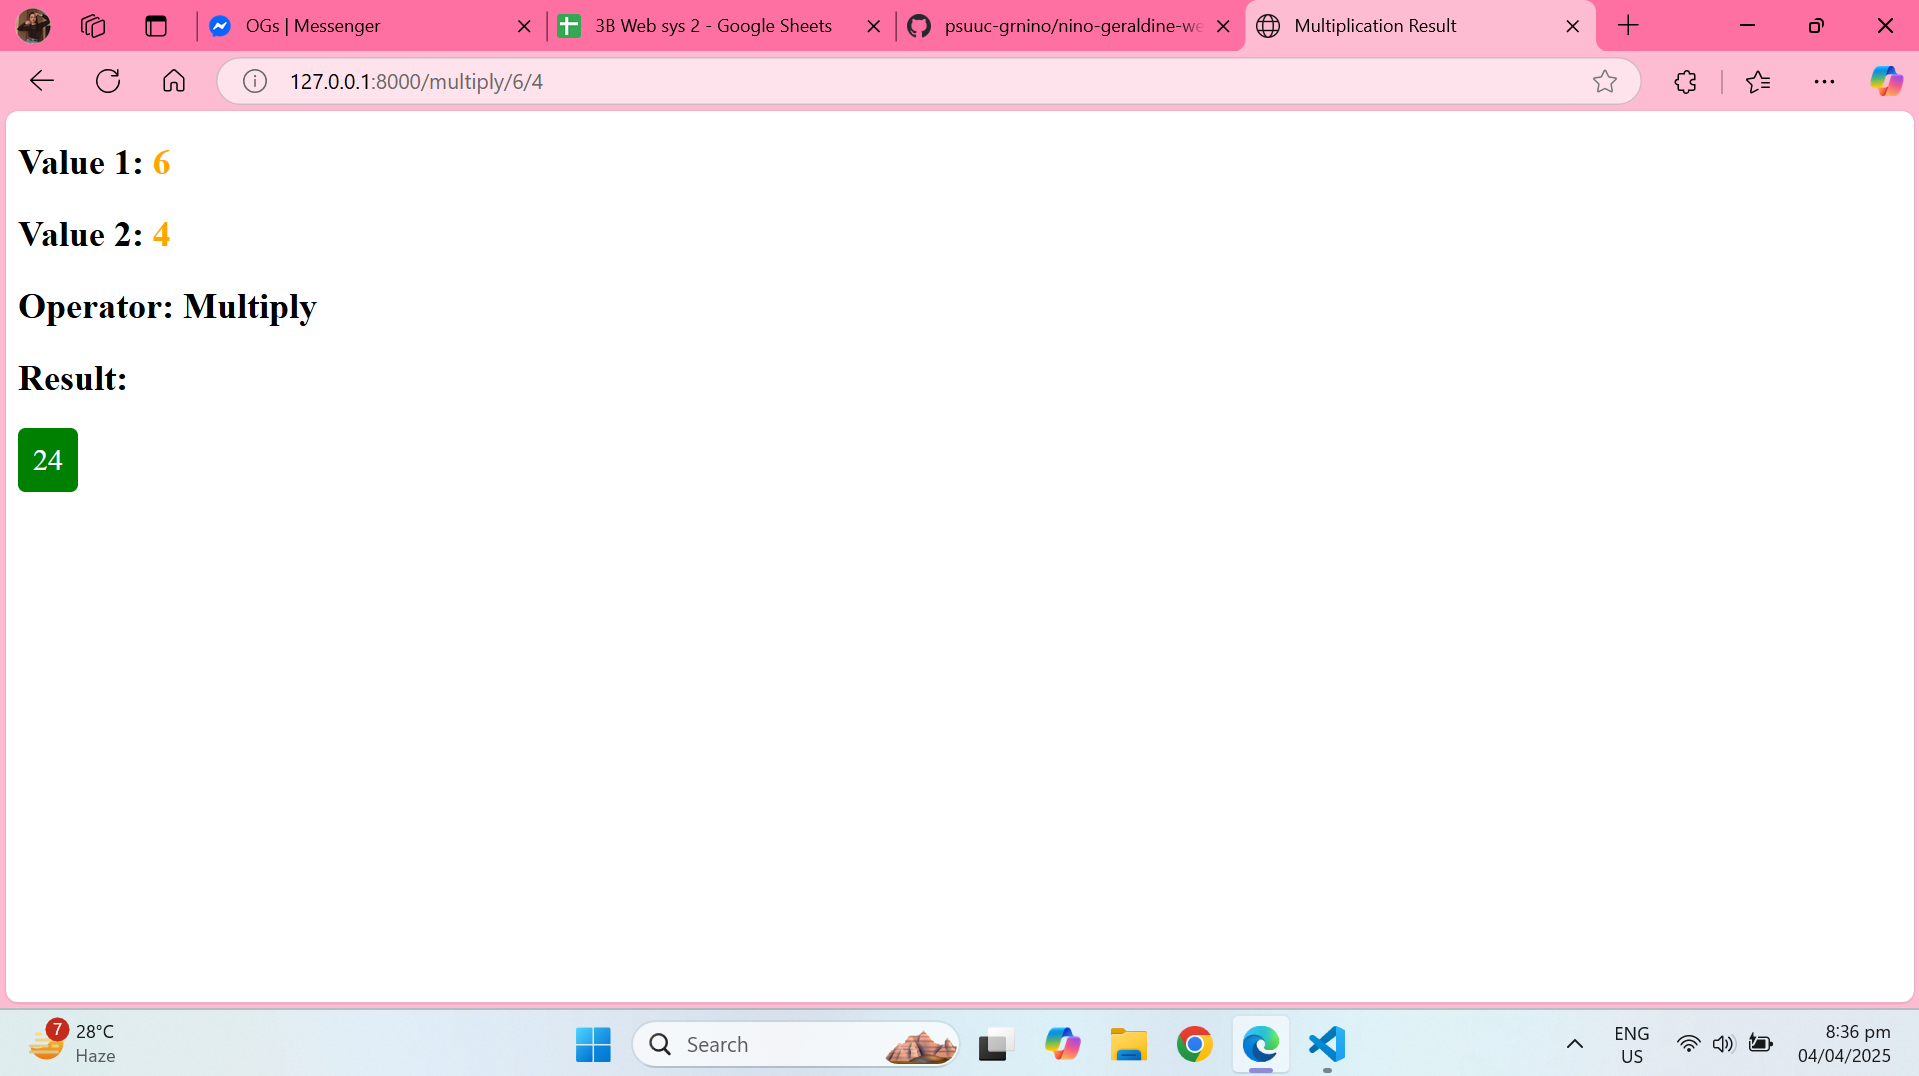 OGs | Messenger
3B Web sys 2 - Google Sheets
psuuc-grnino/nino-geraldine-we
Multiplication Result
127.0.0.1:8000/multiply/6/4
Value 1: 6
Value 2: 4
Operator: Multiply
Result:
24
7
28°C
Haze
Search
ENG
US
8:36 pm
04/04/2025